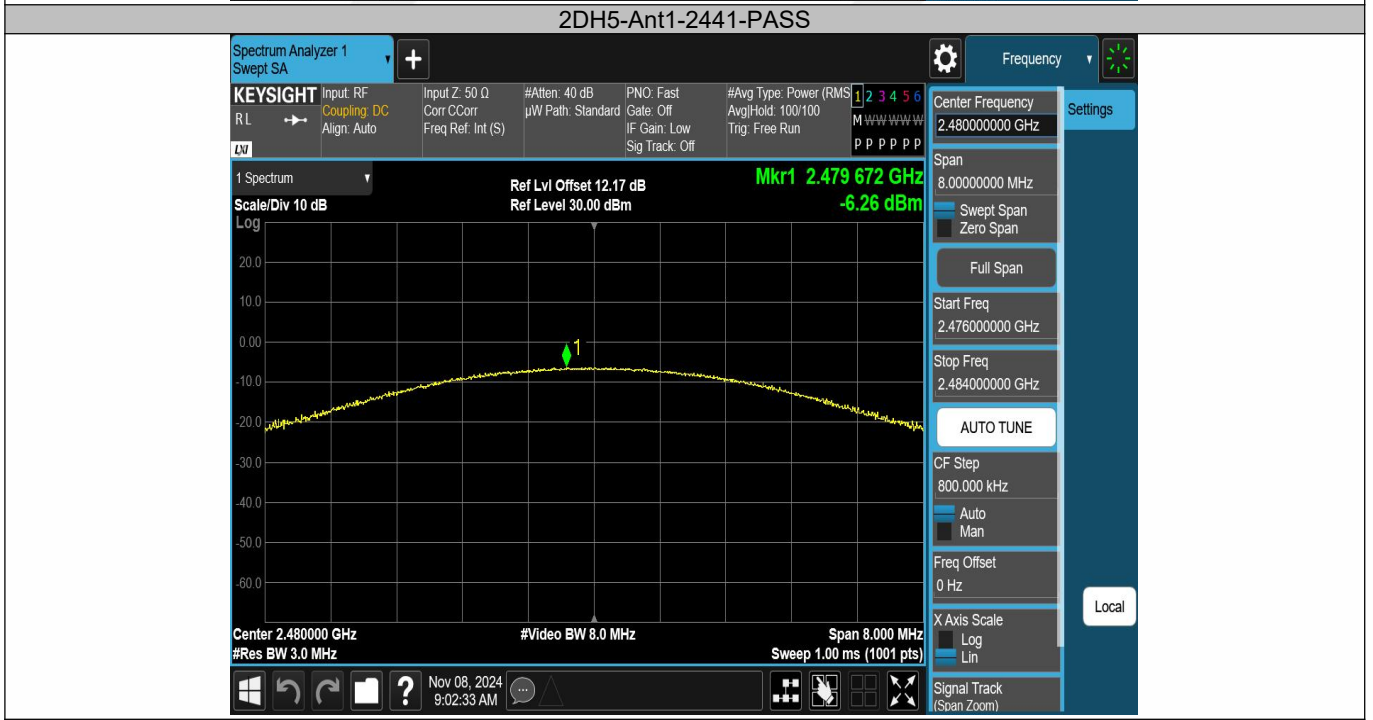 2DH5-Ant1-2441-PASS
Spectrum Analyzer 1
Swept SA
Frequency
KEYSIGHT
RL
LXI
Input: RF
Coupling: DC
Align: Auto
Input Z: 50 Ω
Corr CCorr
Freq Ref: Int (S)
#Atten: 40 dB
µW Path: Standard
PNO: Fast
Gate: Off
IF Gain: Low
Sig Track: Off
#Avg Type: Power (RMS
Avg|Hold: 100/100
Trig: Free Run
1 2 3 4 5 6
M W W W W W
P P P P P P
1 Spectrum
Scale/Div 10 dB
Log
Ref Lvl Offset 12.17 dB
Ref Level 30.00 dBm
Mkr1 2.479 672 GHz
-6.26 dBm
20.0
10.0
0.00
1
-10.0
-20.0
-30.0
-40.0
-50.0
-60.0
Center 2.480000 GHz
#Res BW 3.0 MHz
#Video BW 8.0 MHz
Span 8.000 MHz
Sweep 1.00 ms (1001 pts)
Nov 08, 2024
9:02:33 AM
Center Frequency
2.480000000 GHz
Settings
Span
8.00000000 MHz
Swept Span
Zero Span
Full Span
Start Freq
2.476000000 GHz
Stop Freq
2.484000000 GHz
AUTO TUNE
CF Step
800.000 kHz
Auto
Man
Freq Offset
0 Hz
Local
X Axis Scale
Log
Lin
Signal Track
(Span Zoom)